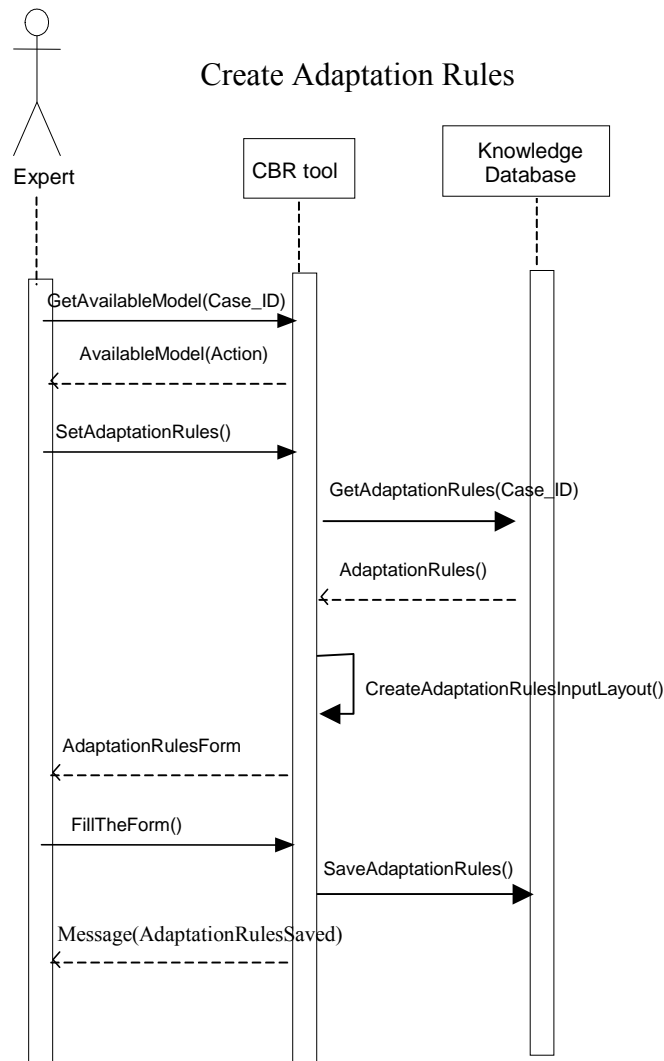 Create Adaptation Rules
Expert
CBR tool
Knowledge
Database
GetAvailableModel(Case_ID)
AvailableModel(Action)
SetAdaptationRules()
GetAdaptationRules(Case_ID)
AdaptationRules()
CreateAdaptationRulesInputLayout()
AdaptationRulesForm
FillTheForm()
SaveAdaptationRules()
Message(AdaptationRulesSaved)